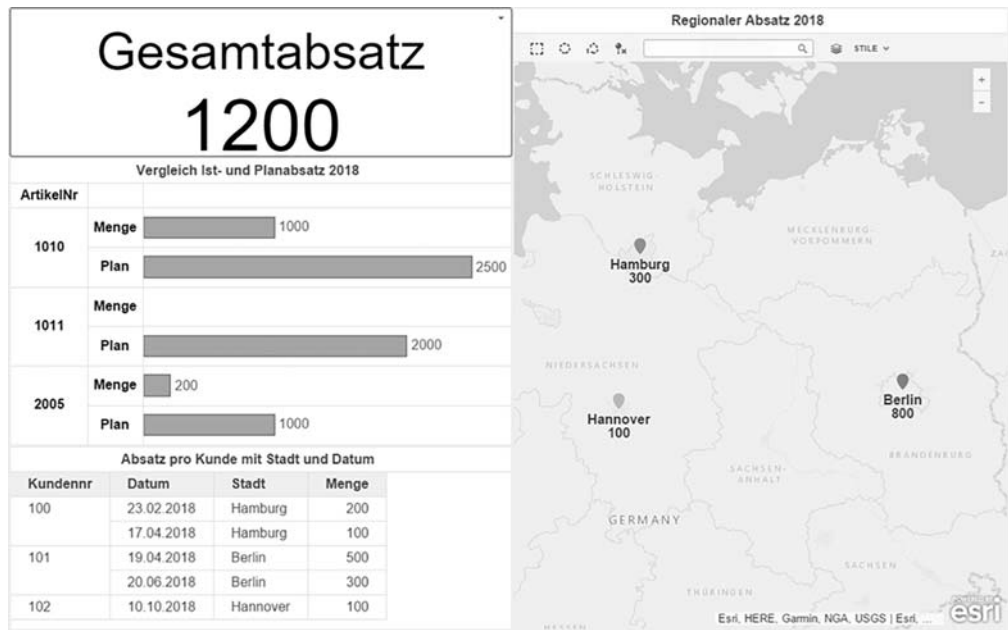 Gesamtabsatz
1200
Vergleich Ist- und Planabsatz 2018
ArtikelNr
1010
Menge 1000
Plan 2500
1011
Menge
Plan 2000
2005
Menge 200
Plan 1000
Absatz pro Kunde mit Stadt und Datum
Kundennr Datum Stadt Menge
100 23.02.2018 Hamburg 200
17.04.2018 Hamburg 100
101 19.04.2018 Berlin 500
20.06.2018 Berlin 300
102 10.10.2018 Hannover 100
Regionaler Absatz 2018
STILE
+
-
SCHLESWIG-
HOLSTEIN
MECKLENBURG-
VORPOMMERN
Hamburg
300
NIEDERSACHSEN
Hannover
100
Berlin
800
BRANDENBURG
SACHSEN-
ANHALT
GERMANY
SACHSEN
THÜRINGEN
HESSEN
Esri, HERE, Garmin, NGA, USGS | Esri, ...
POWERED BY
esri